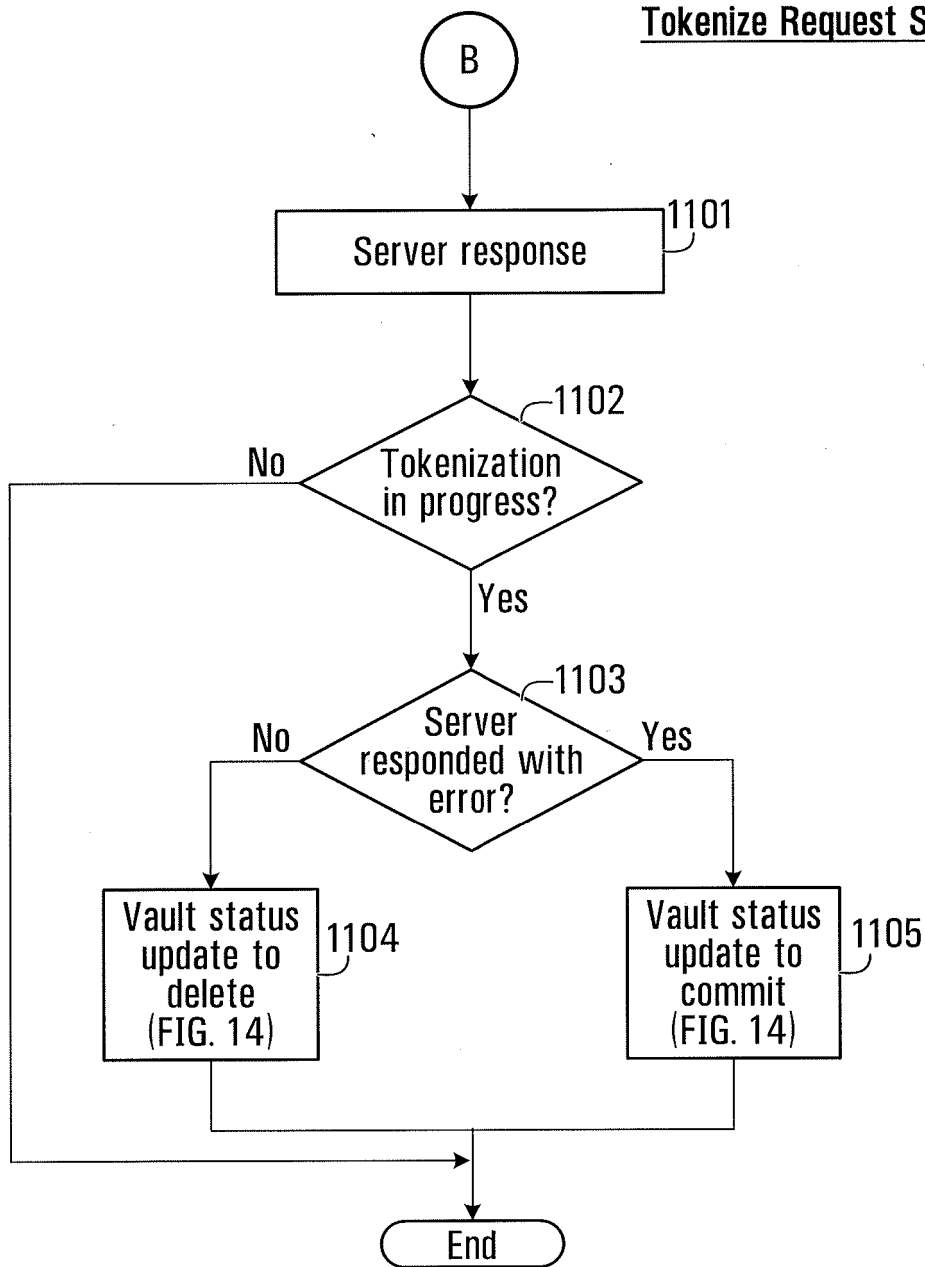 Tokenize Request S
B
Server response
1101
1102
Tokenization
in progress?
No
Yes
1103
Server
responded with
error?
No
Yes
Vault status
update to
delete
(FIG. 14)
1104
Vault status
update to
commit
(FIG. 14)
1105
End